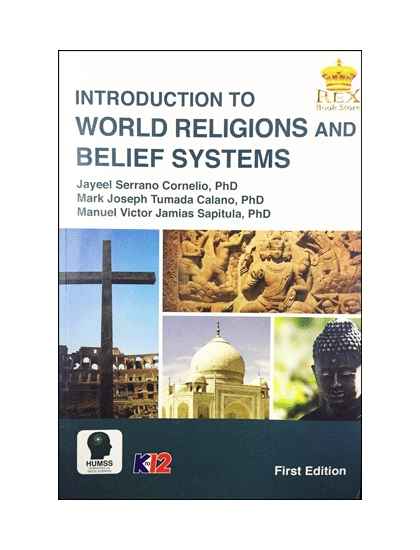 REX
Book Store
INTRODUCTION TO
WORLD RELIGIONS AND
BELIEF SYSTEMS
Jayeel Serrano Cornelio, PhD
Mark Joseph Tumada Calano, PhD
Manuel Victor Jamias Sapitula, PhD
HUMSS
K TO 12
First Edition